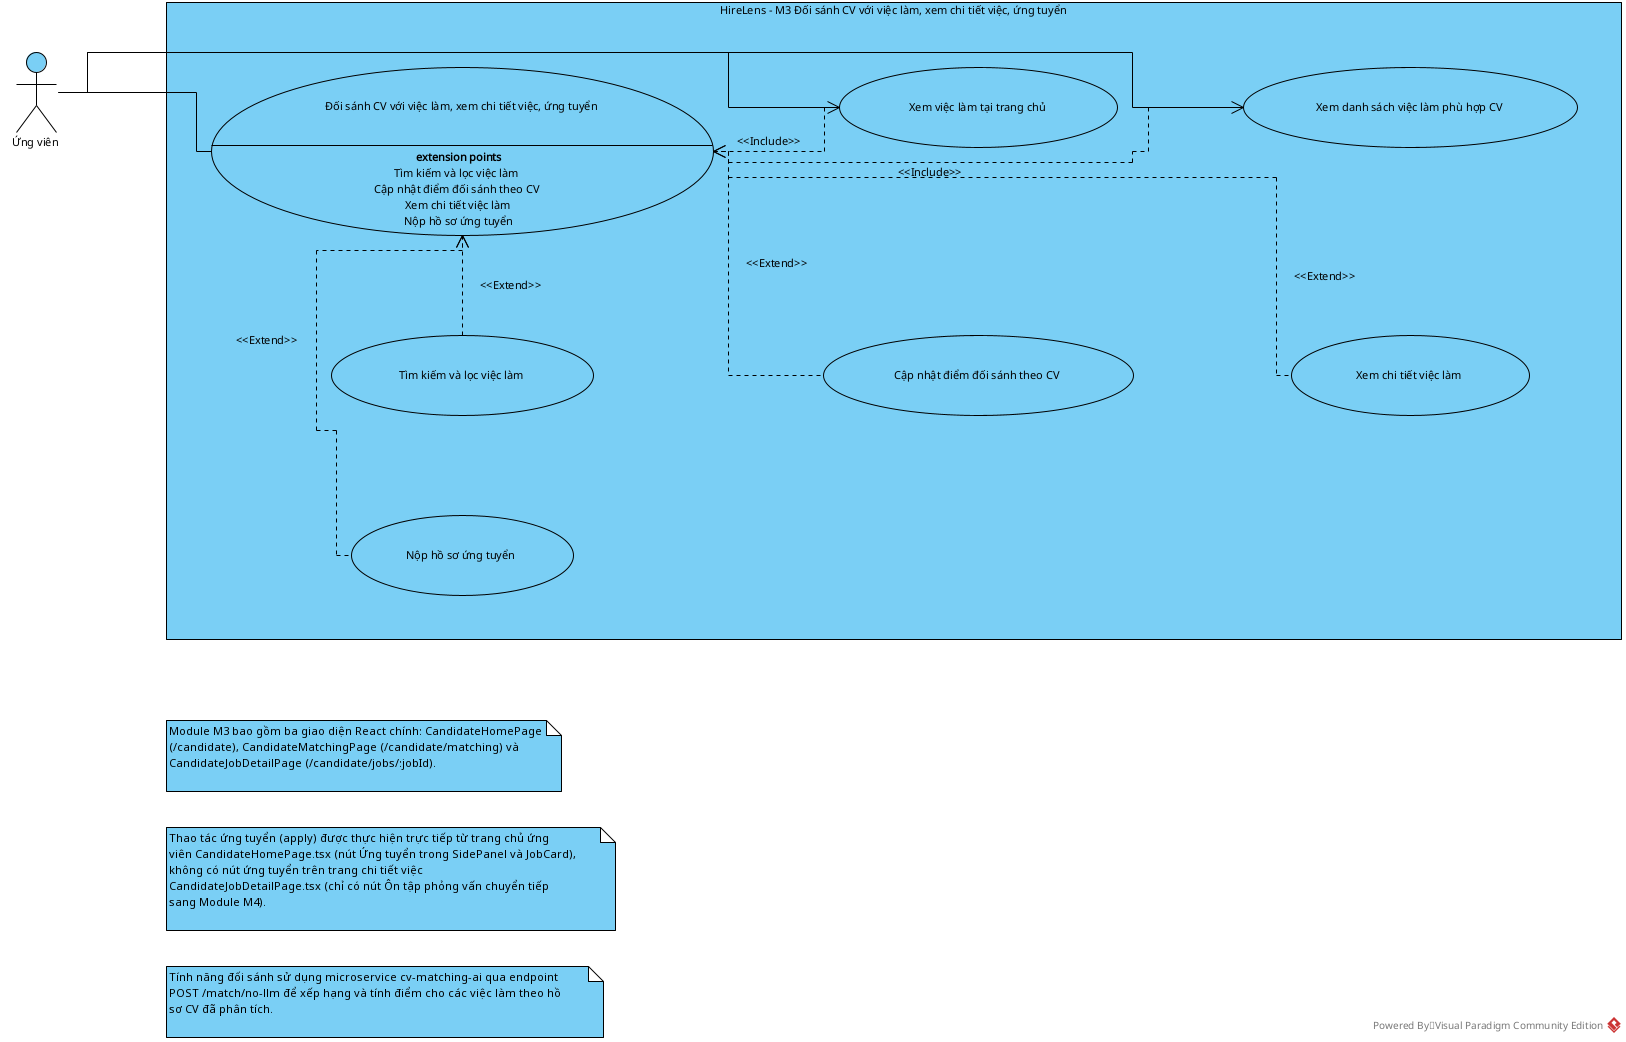 HireLens - M3 Đối sánh CV với việc làm, xem chi tiết việc, ứng tuyển
Ứng viên
Đối sánh CV với việc làm, xem chi tiết việc, ứng tuyển
extension points
Tìm kiếm và lọc việc làm
Cập nhật điểm đối sánh theo CV
Xem chi tiết việc làm
Nộp hồ sơ ứng tuyển
Xem việc làm tại trang chủ
Xem danh sách việc làm phù hợp CV
<<Include>>
<<Include>>
<<Extend>>
<<Extend>>
<<Extend>>
<<Extend>>
Tìm kiếm và lọc việc làm
Cập nhật điểm đối sánh theo CV
Xem chi tiết việc làm
Nộp hồ sơ ứng tuyển
Module M3 bao gồm ba giao diện React chính: CandidateHomePage
(/candidate), CandidateMatchingPage (/candidate/matching) và
CandidateJobDetailPage (/candidate/jobs/:jobId).
Thao tác ứng tuyển (apply) được thực hiện trực tiếp từ trang chủ ứng
viên CandidateHomePage.tsx (nút Ứng tuyển trong SidePanel và JobCard),
không có nút ứng tuyển trên trang chi tiết việc
CandidateJobDetailPage.tsx (chỉ có nút Ôn tập phỏng vấn chuyển tiếp
sang Module M4).
Tính năng đối sánh sử dụng microservice cv-matching-ai qua endpoint
POST /match/no-llm để xếp hạng và tính điểm cho các việc làm theo hồ
sơ CV đã phân tích.
Powered By Visual Paradigm Community Edition